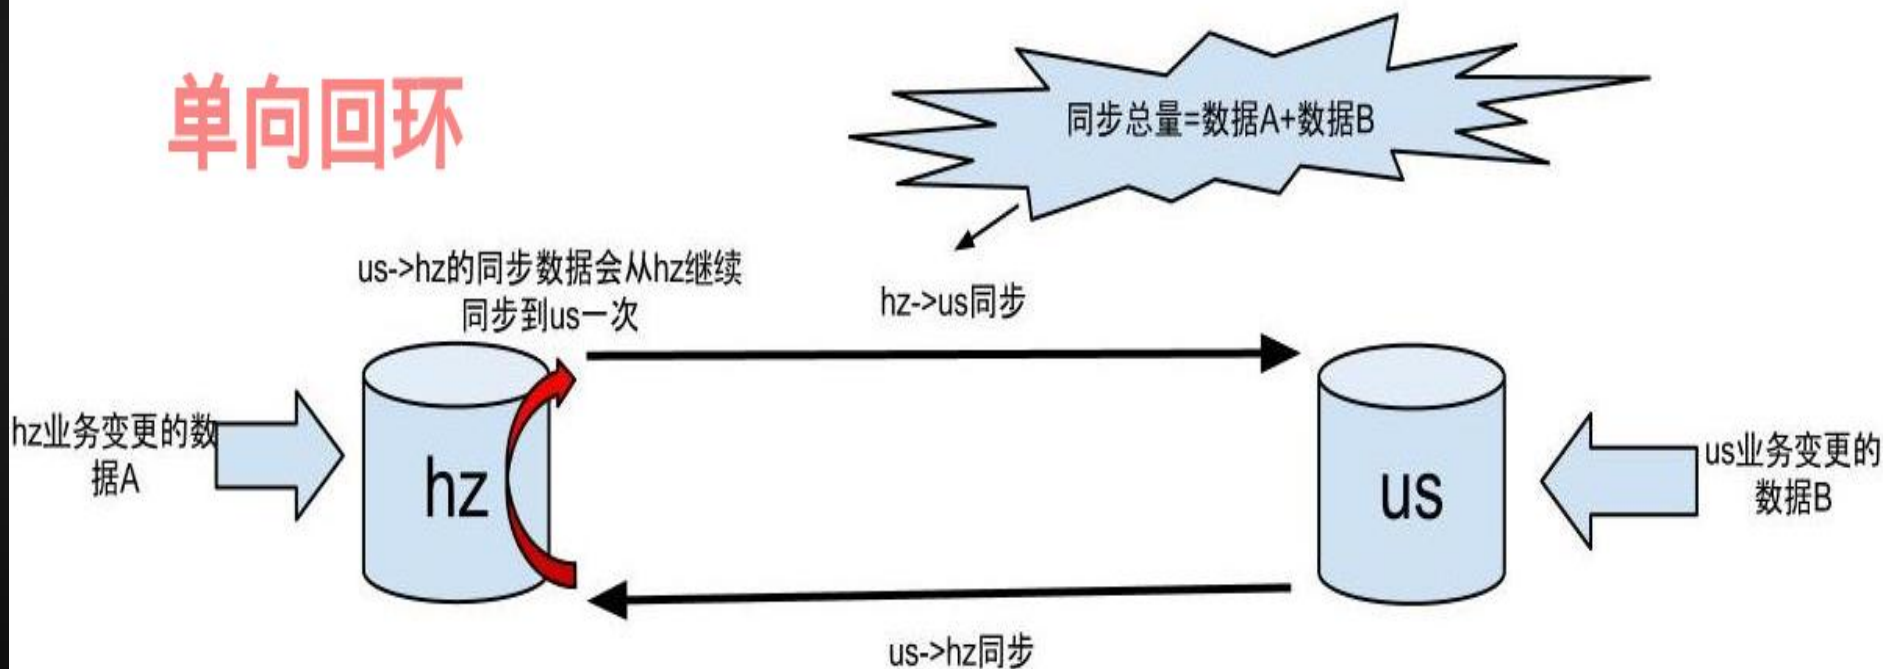 单向回环
同步总量=数据A+数据B
us->hz的同步数据会从hz继续
同步到us一次
hz->us同步
hz业务变更的数
据A
hz
us
us业务变更的
数据B
us->hz同步